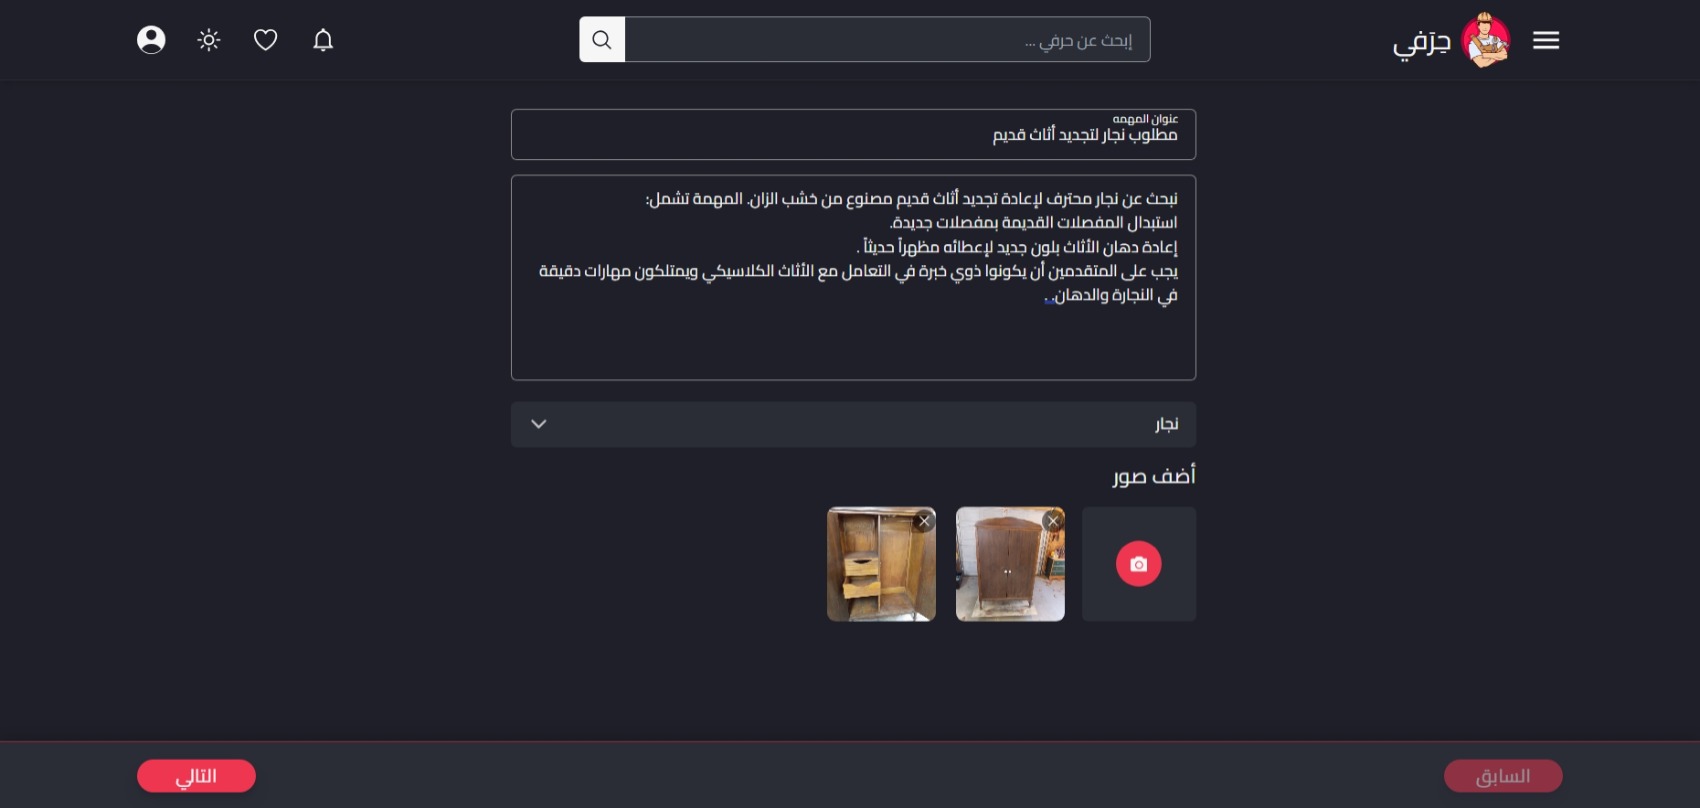 حِرَفي
إبحث عن حرفي ...
عنوان المهمه
مطلوب نجار لتجديد أثاث قديم
نبحث عن نجار محترف لإعادة تجديد أثاث قديم مصنوع من خشب الزان. المهمة تشمل:
استبدال المفصلات القديمة بمفصلات جديدة.
إعادة دهان الأثاث بلون جديد لإعطائه مظهراً حديثاً .
يجب على المتقدمين أن يكونوا ذوي خبرة في التعامل مع الأثاث الكلاسيكي ويمتلكون مهارات دقيقة
في النجارة والدهان. .
نجار
أضف صور
السابق
التالي